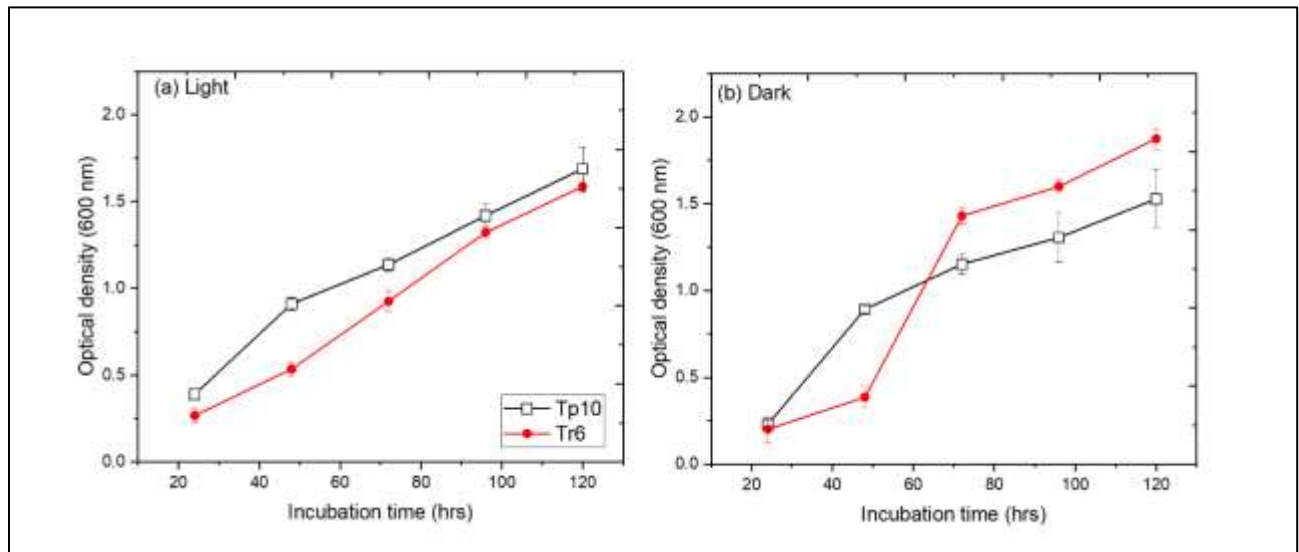 (a) Light
Optical density (600 nm)
2.0
1.5
1.0
0.5
0.0
20 40 60 80 100 120
Incubation time (hrs)
Tp10
Tr6
(b) Dark
Optical density (600 nm)
2.0
1.5
1.0
0.5
0.0
20 40 60 80 100 120
Incubation time (hrs)